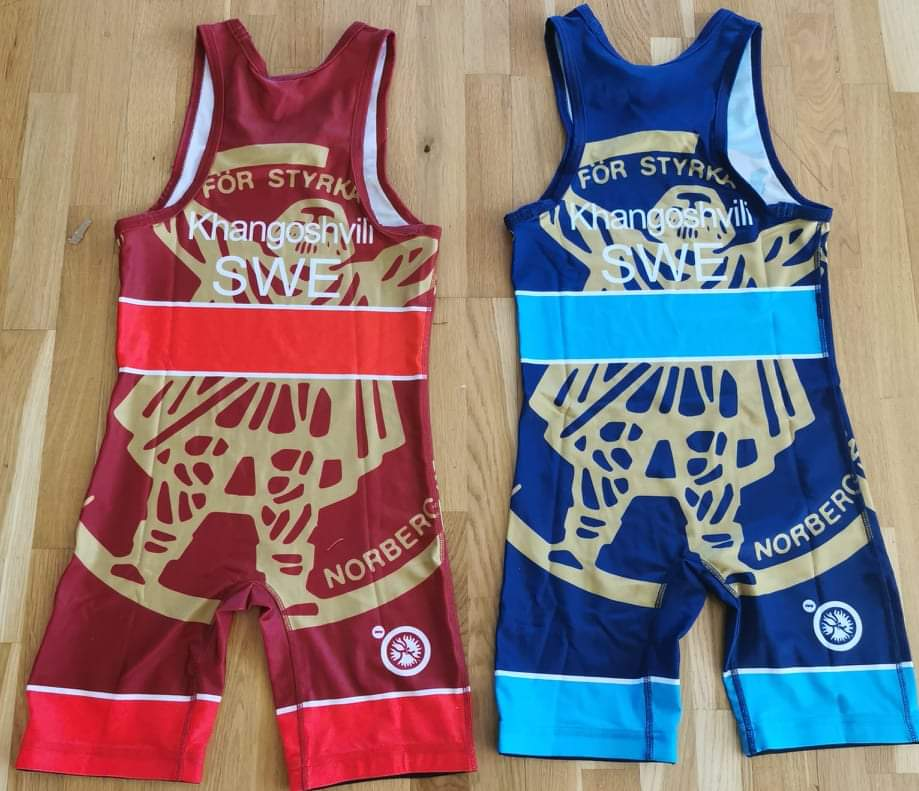 FÖR STYRKA
Khangoshvili
SWE
NORBERG
FÖR STYRKA
Khangoshvili
SWE
NORBERG